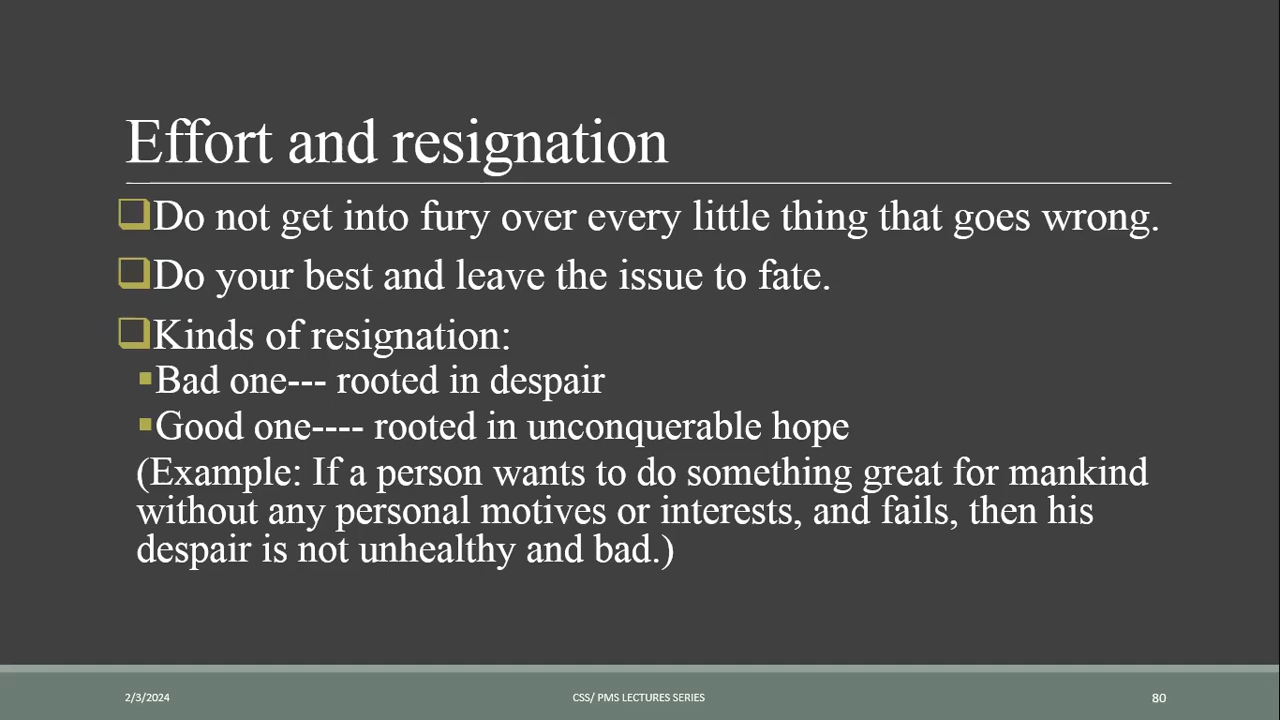 Effort and resignation
Do not get into fury over every little thing that goes wrong.
Do your best and leave the issue to fate.
Kinds of resignation:
Bad one--- rooted in despair
Good one---- rooted in unconquerable hope
(Example: If a person wants to do something great for mankind
without any personal motives or interests, and fails, then his
despair is not unhealthy and bad.)
2/3/2024
CSS/ PMS LECTURES SERIES
80